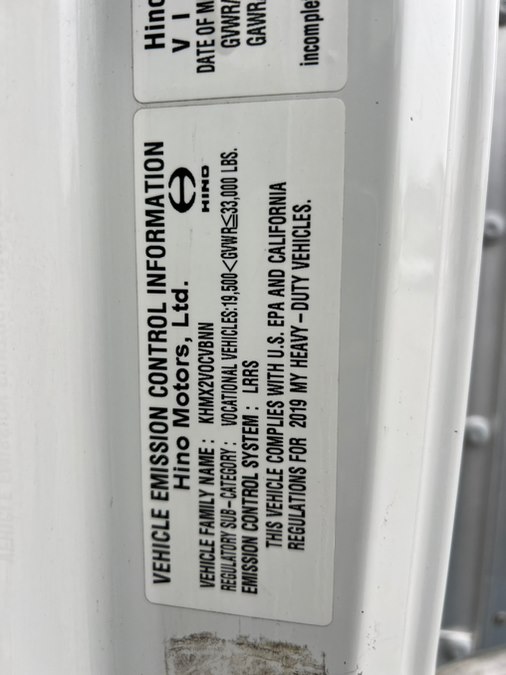 VEHICLE EMISSION CONTROL INFORMATION
Hino Motors, Ltd.
HINO
VEHICLE FAMILY NAME : KHMX2VOCVBNN
REGULATORY SUB-CATEGORY : VOCATIONAL VEHICLES:19,500<GVWR≦33,000 LBS.
EMISSION CONTROL SYSTEM : LRRS
THIS VEHICLE COMPLIES WITH U.S. EPA AND CALIFORNIA
REGULATIONS FOR 2019 MY HEAVY-DUTY VEHICLES.
Hino
V I
DATE OF M
GVWR/
GAWR
incomple